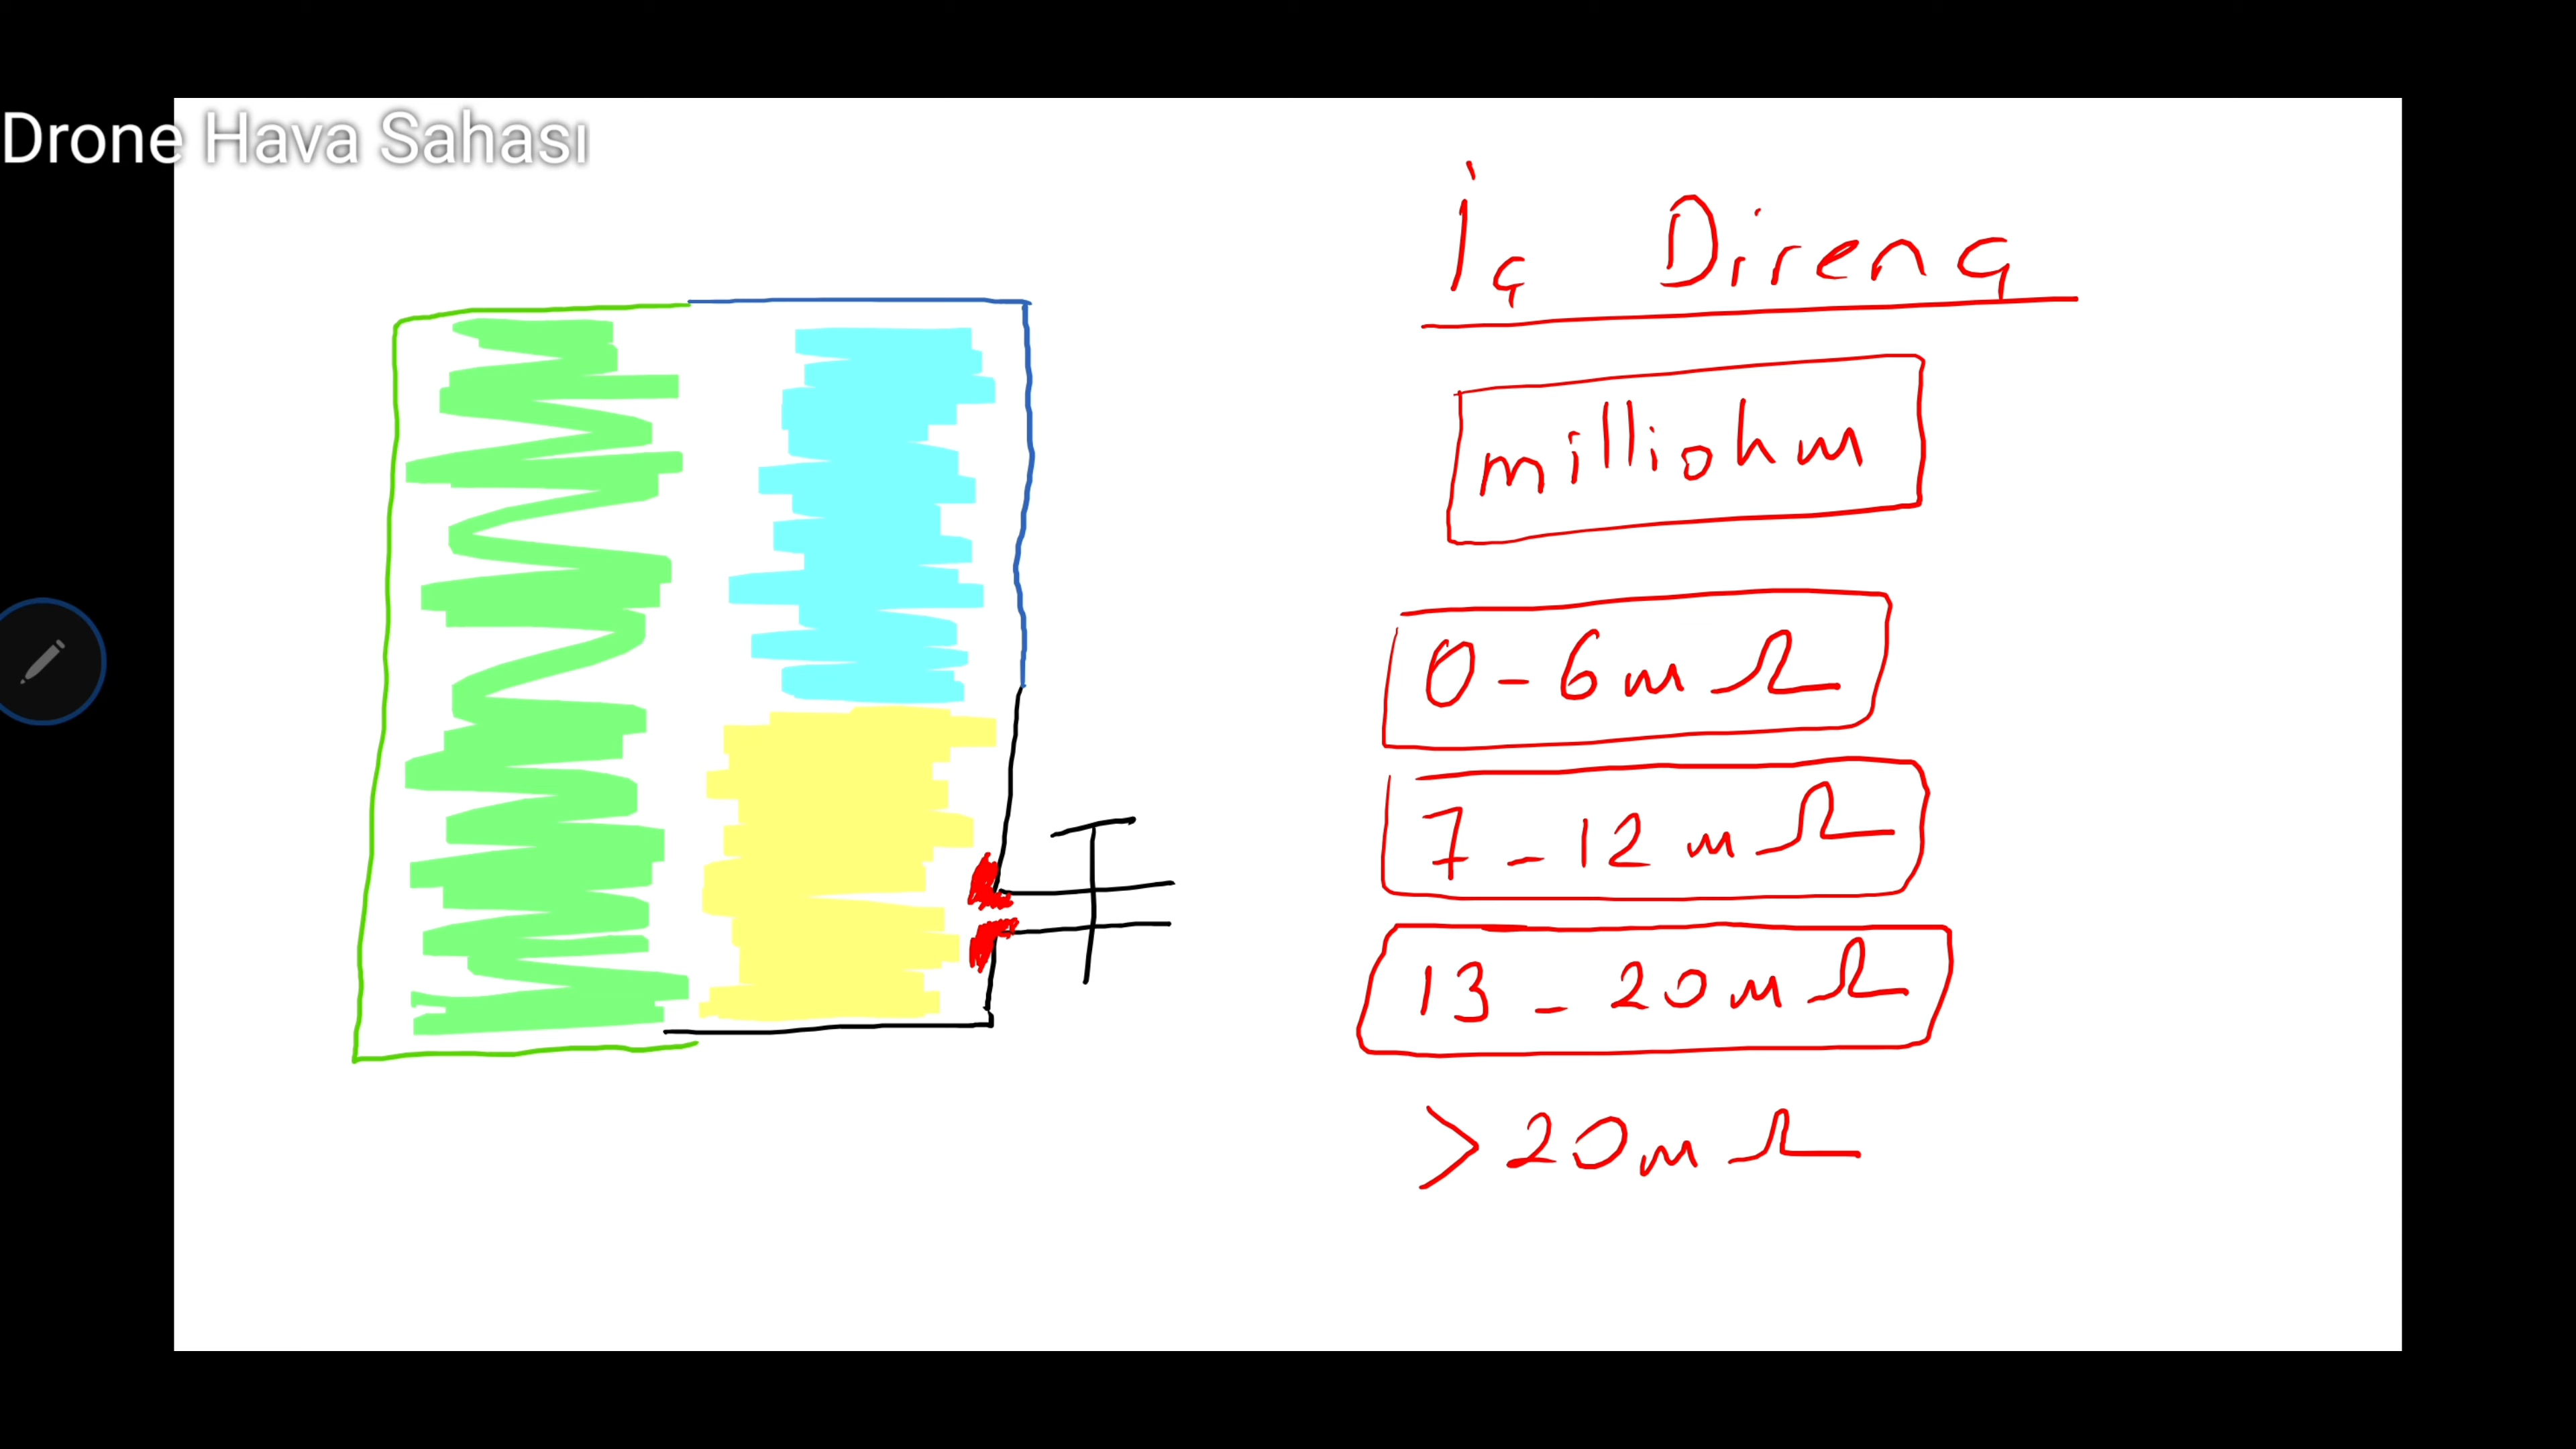 Drone Hava Sahası
İç Direnç
milliohm
0-6mΩ
7-12mΩ
13-20mΩ
>20mΩ